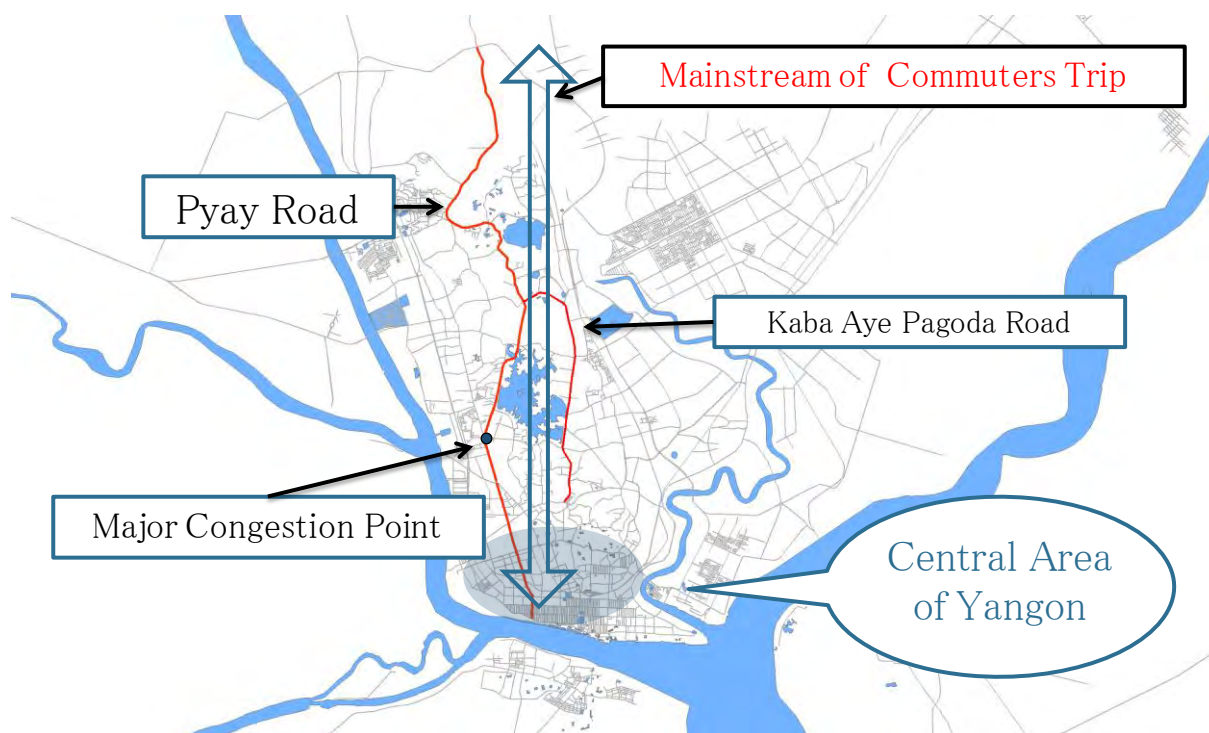 Mainstream of Commuters Trip
Pyay Road
Kaba Aye Pagoda Road
Major Congestion Point
Central Area
of Yangon